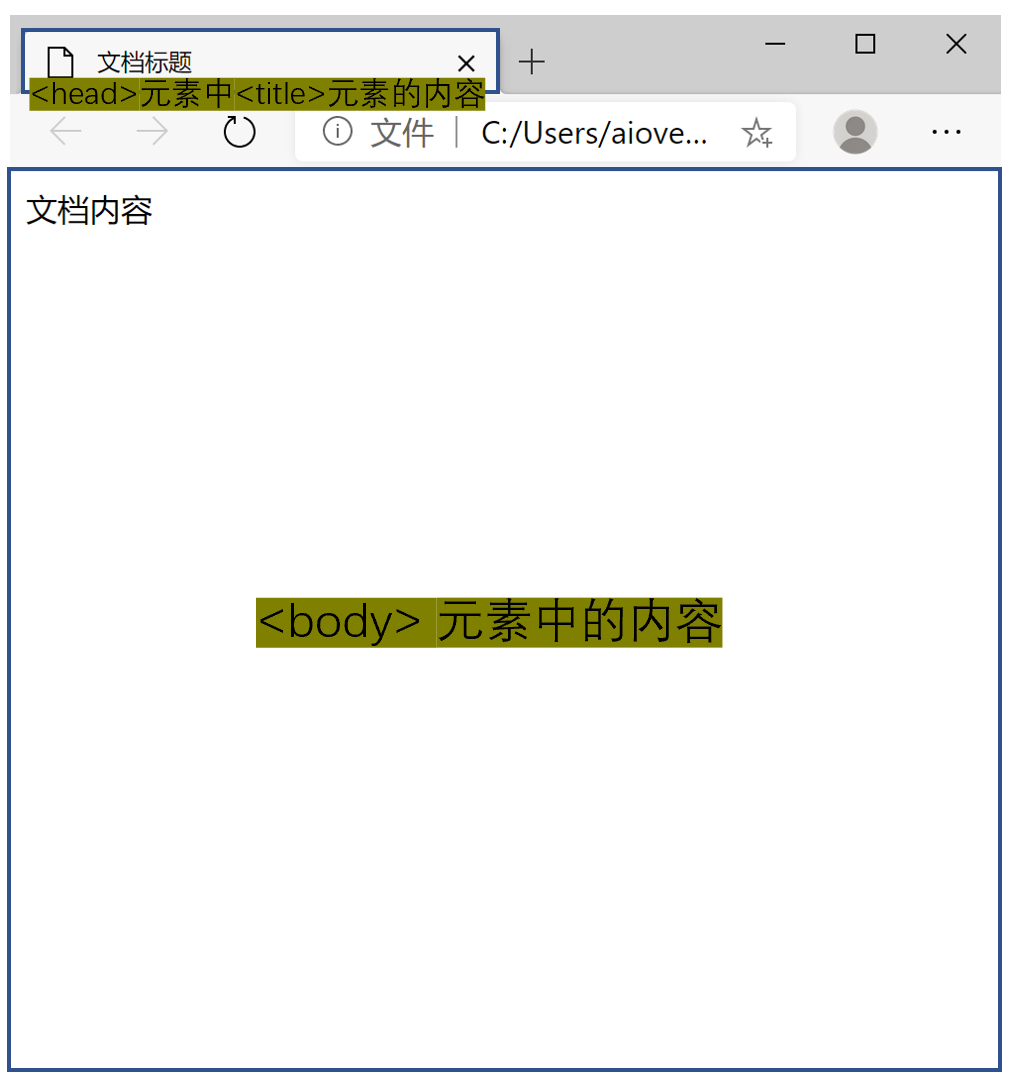 文档标题
<head>元素中<title>元素的内容
文件 | C:/Users/aiove...
文档内容
<body> 元素中的内容